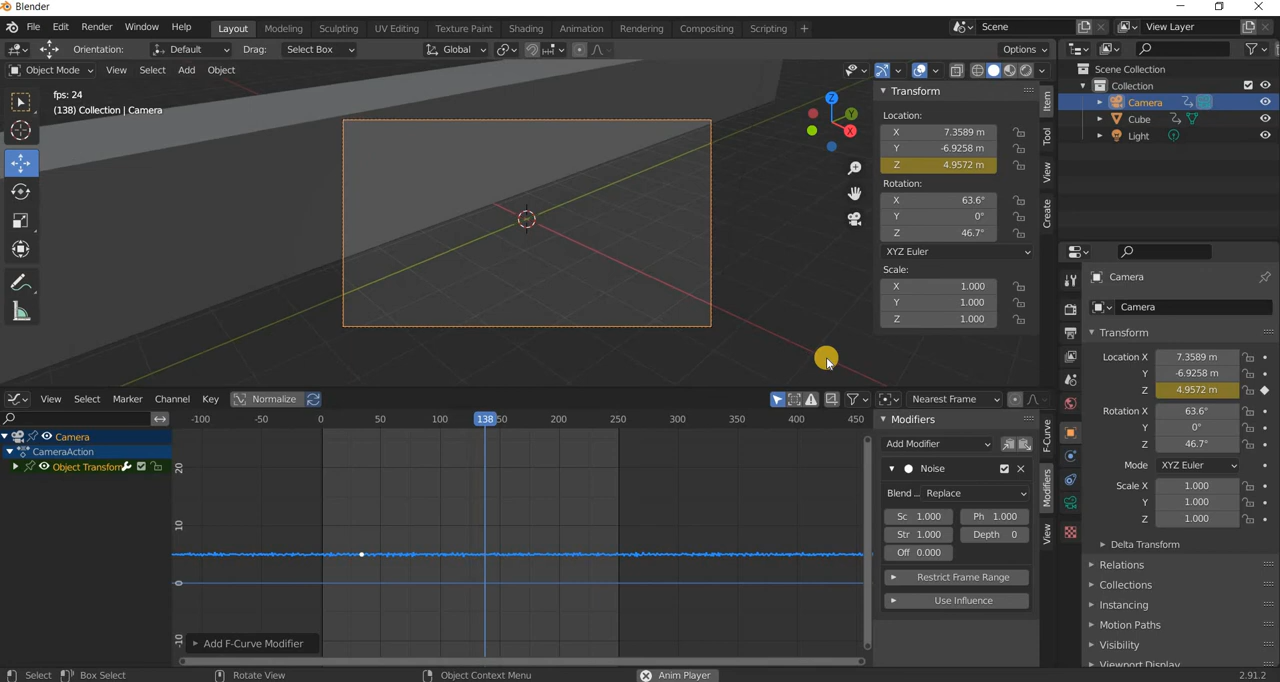 Blender
File Edit Render Window Help Layout Modeling Sculpting UV Editing Texture Paint Shading Animation Rendering Compositing Scripting + Scene View Layer
Orientation: Default Drag: Select Box Global Options
Object Mode View Select Add Object
fps: 24
(138) Collection | Camera
Z
Y
X
Transform
Location:
X 7.3589 m
Y -6.9258 m
Z 4.9572 m
Rotation:
X 63.6°
Y 0°
Z 46.7°
XYZ Euler
Scale:
X 1.000
Y 1.000
Z 1.000
Item
Tool
View
Create
Scene Collection
Collection
Camera
Cube
Light
Camera
Camera
Transform
Location X 7.3589 m
Y -6.9258 m
Z 4.9572 m
Rotation X 63.6°
Y 0°
Z 46.7°
Mode XYZ Euler
Scale X 1.000
Y 1.000
Z 1.000
Delta Transform
Relations
Collections
Instancing
Motion Paths
Visibility
Viewport Display
View Select Marker Channel Key Normalize Nearest Frame
-100 -50 0 50 100 138 150 200 250 300 350 400 450
Camera
CameraAction
Object Transform
20
10
0
-10
Add F-Curve Modifier
Modifiers
Add Modifier
Noise
Blend ... Replace
Sc 1.000 Ph 1.000
Str 1.000 Depth 0
Off 0.000
Restrict Frame Range
Use Influence
F-Curve
Modifiers
View
Select Box Select Rotate View Object Context Menu Anim Player 2.91.2